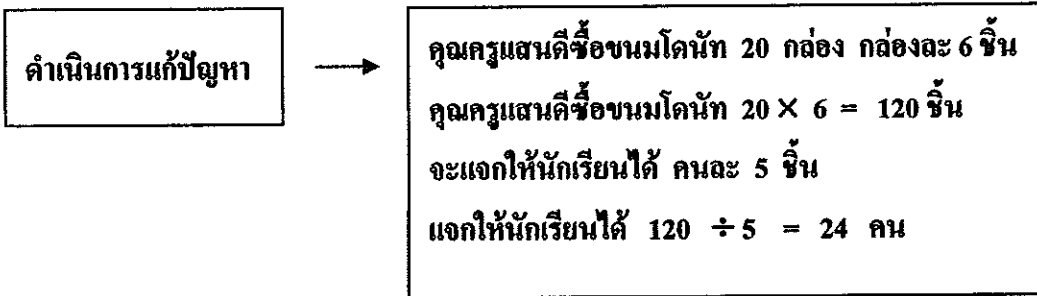 ดำเนินการแก้ปัญหา
คุณครูแสนดีซื้อขนมโดนัท 20 กล่อง กล่องละ 6 ชิ้น
คุณครูแสนดีซื้อขนมโดนัท 20 × 6 = 120 ชิ้น
จะแจกให้นักเรียนได้ คนละ 5 ชิ้น
แจกให้นักเรียนได้ 120 ÷ 5 = 24 คน